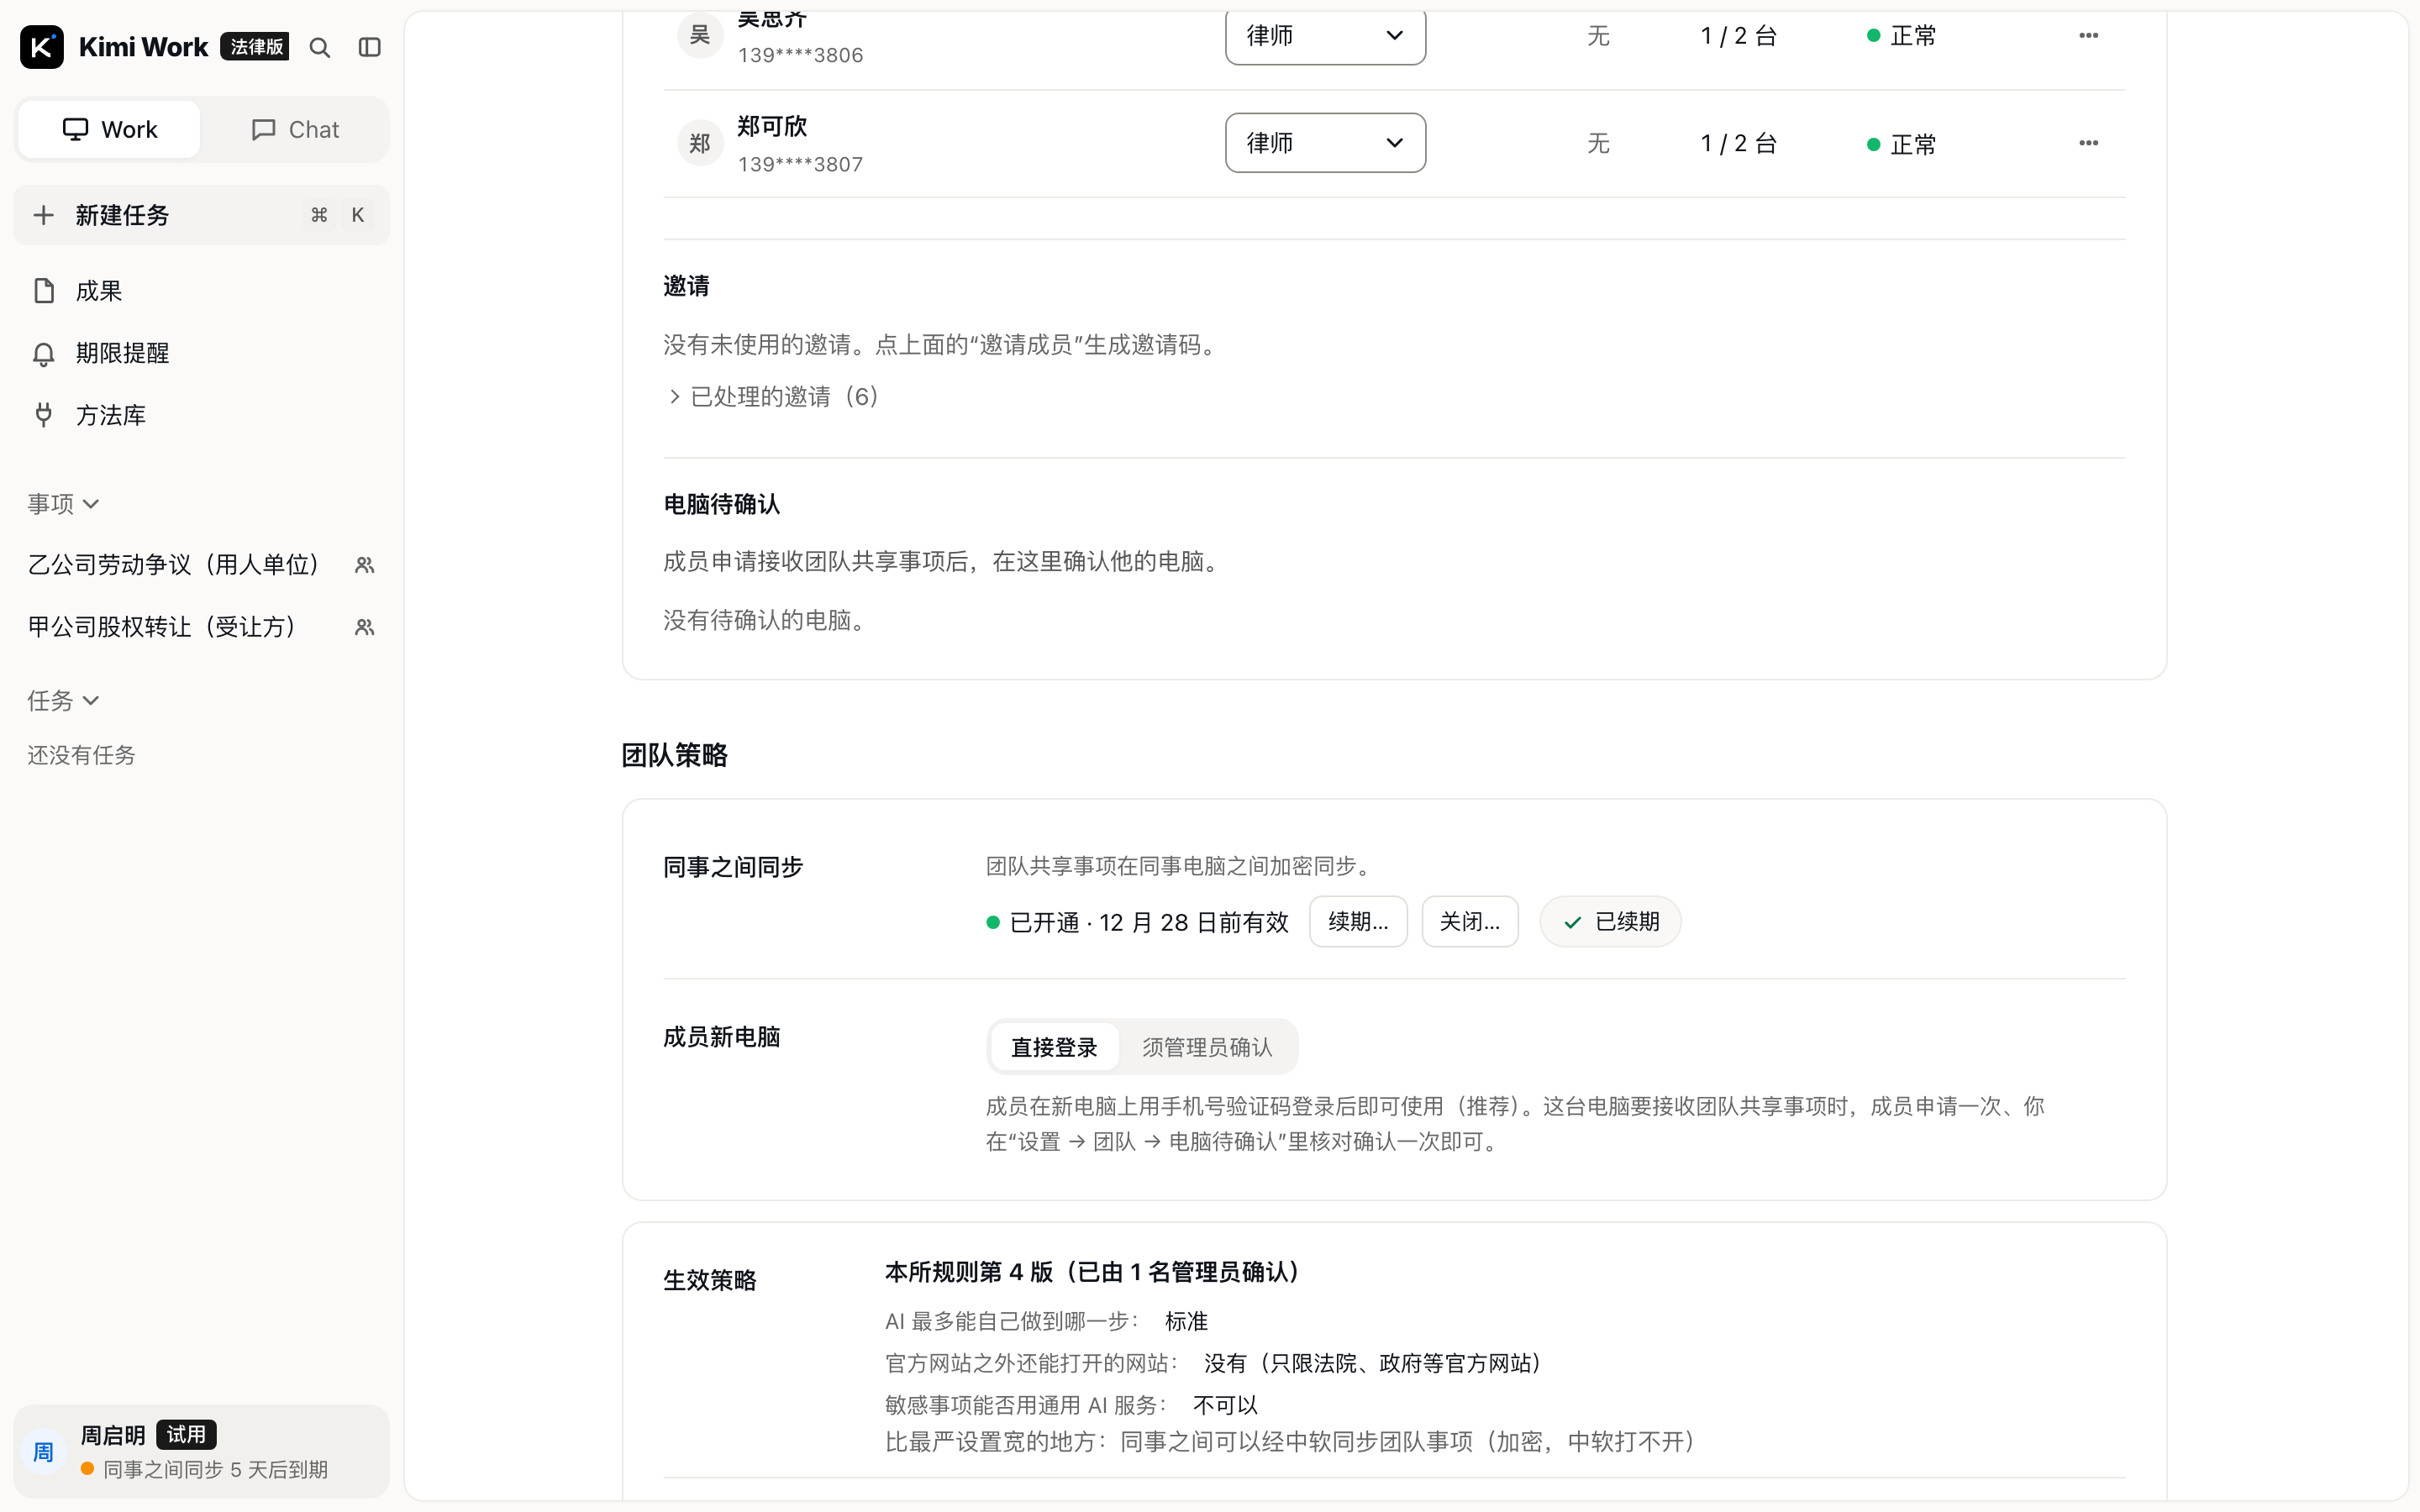 Kimi Work 法律版
Work
Chat
新建任务 ⌘ K
成果
期限提醒
方法库
事项
乙公司劳动争议（用人单位）
甲公司股权转让（受让方）
任务
还没有任务
周 周启明 试用
同事之间同步 5 天后到期
吴 吴思齐 律师 无 1 / 2 台 正常 •••
139****3806
郑 郑可欣 律师 无 1 / 2 台 正常 •••
139****3807
邀请
没有未使用的邀请。点上面的“邀请成员”生成邀请码。
已处理的邀请（6）
电脑待确认
成员申请接收团队共享事项后，在这里确认他的电脑。
没有待确认的电脑。
团队策略
同事之间同步 团队共享事项在同事电脑之间加密同步。
已开通 · 12 月 28 日前有效 续期... 关闭... 已续期
成员新电脑 直接登录 须管理员确认
成员在新电脑上用手机号验证码登录后即可使用（推荐）。这台电脑要接收团队共享事项时，成员申请一次、你
在“设置 → 团队 → 电脑待确认”里核对确认一次即可。
生效策略 本所规则第 4 版（已由 1 名管理员确认）
AI 最多能自己做到哪一步： 标准
官方网站之外还能打开的网站： 没有（只限法院、政府等官方网站）
敏感事项能否用通用 AI 服务： 不可以
比最严设置宽的地方：同事之间可以经中软同步团队事项（加密，中软打不开）